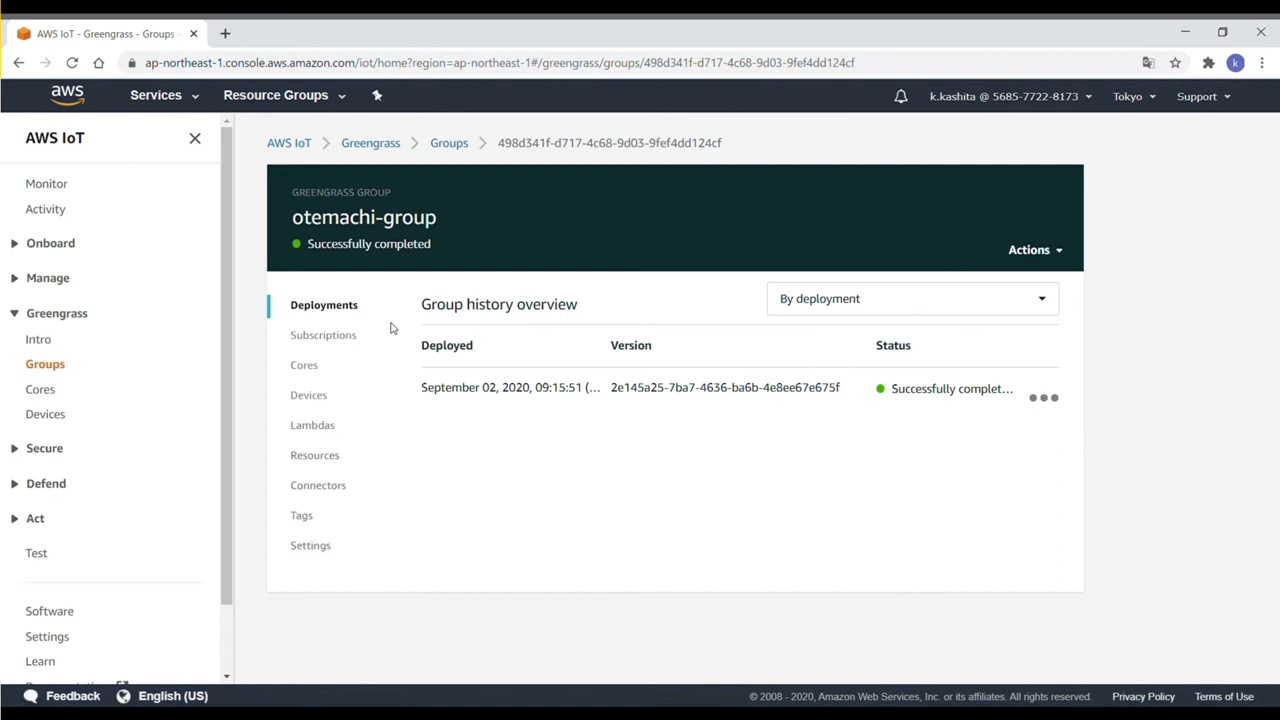 AWS IoT - Greengrass - Groups -
ap-northeast-1.console.aws.amazon.com/iot/home?region=ap-northeast-1#/greengrass/groups/498d341f-d717-4c68-9d03-9fef4dd124cf
k
aws
Services
Resource Groups
k.kashita @ 5685-7722-8173
Tokyo
Support
AWS IoT
Monitor
Activity
Onboard
Manage
Greengrass
Intro
Groups
Cores
Devices
Secure
Defend
Act
Test
Software
Settings
Learn
AWS IoT
Greengrass
Groups
498d341f-d717-4c68-9d03-9fef4dd124cf
GREENGRASS GROUP
otemachi-group
Successfully completed
Actions
Deployments
Subscriptions
Cores
Devices
Lambdas
Resources
Connectors
Tags
Settings
Group history overview
By deployment
Deployed Version Status
September 02, 2020, 09:15:51 (... 2e145a25-7ba7-4636-ba6b-4e8ee67e675f Successfully complet...
Feedback
English (US)
© 2008 - 2020, Amazon Web Services, Inc. or its affiliates. All rights reserved.
Privacy Policy
Terms of Use